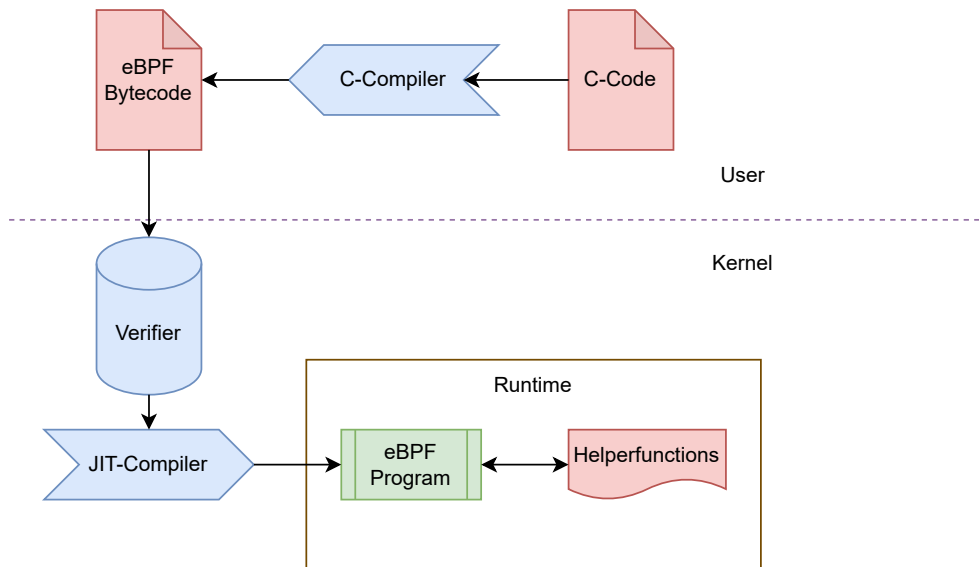 eBPF
Bytecode
C-Compiler
C-Code
User
Kernel
Verifier
Runtime
JIT-Compiler
eBPF
Program
Helperfunctions